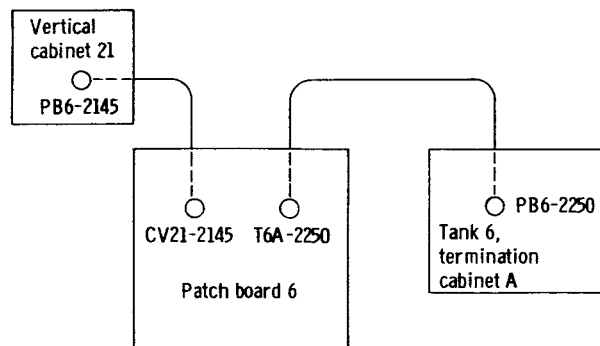 Vertical
cabinet 21
PB6-2145
CV21-2145
T6A-2250
Patch board 6
PB6-2250
Tank 6,
termination
cabinet A